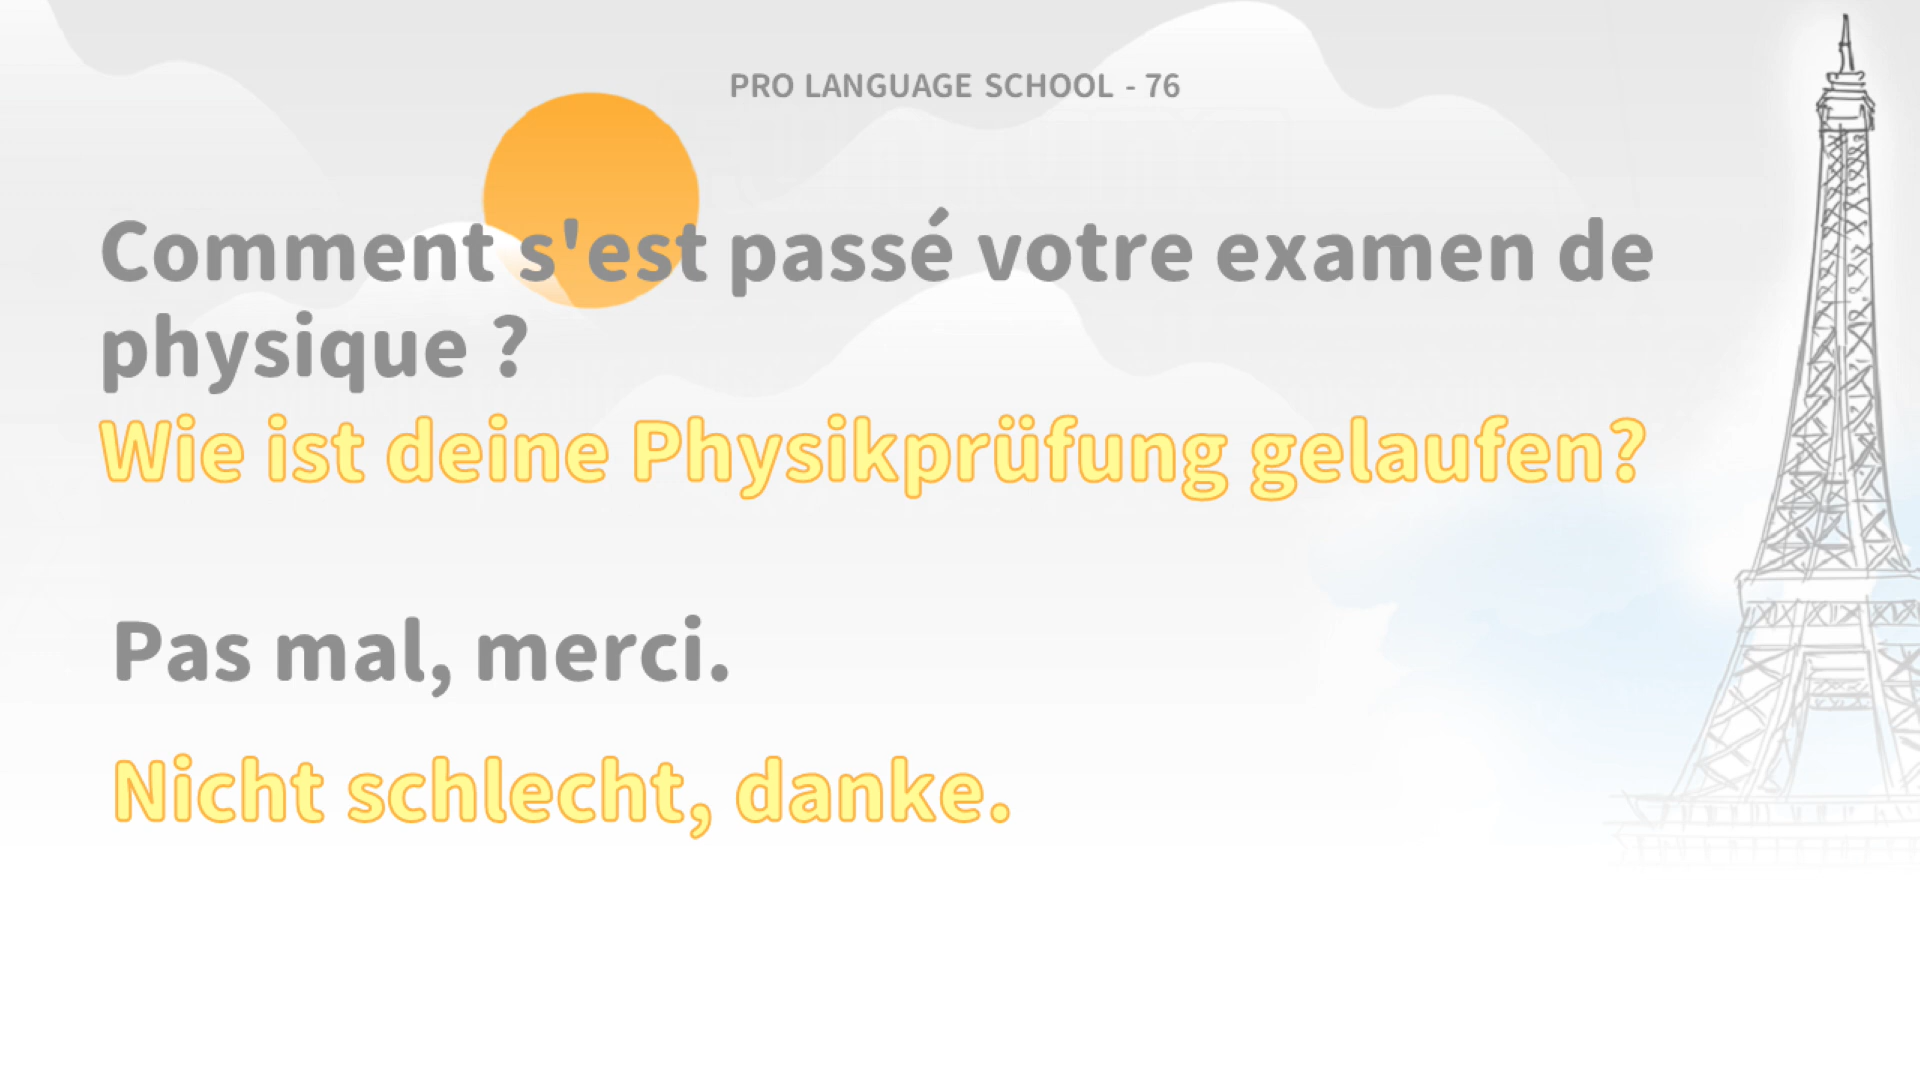 PRO LANGUAGE SCHOOL - 76
Comment s'est passé votre examen de
physique ?
Wie ist deine Physikprüfung gelaufen?
Pas mal, merci.
Nicht schlecht, danke.